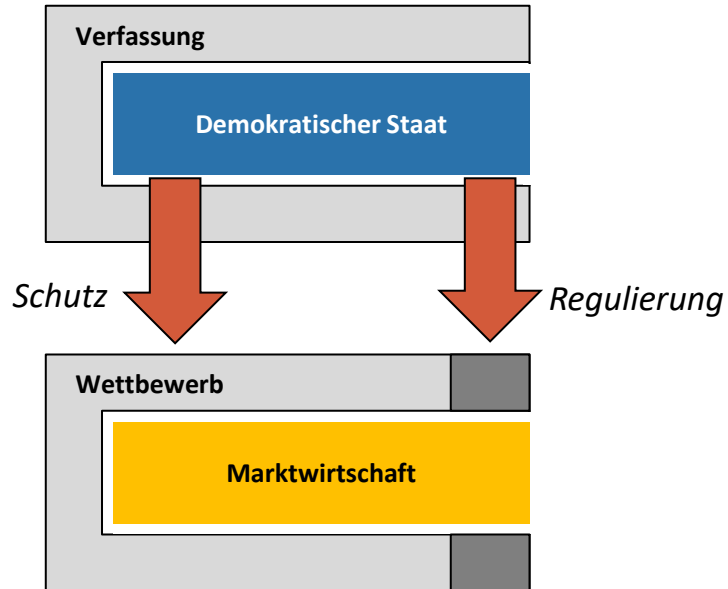 Verfassung
Demokratischer Staat
Schutz
Regulierung
Wettbewerb
Marktwirtschaft